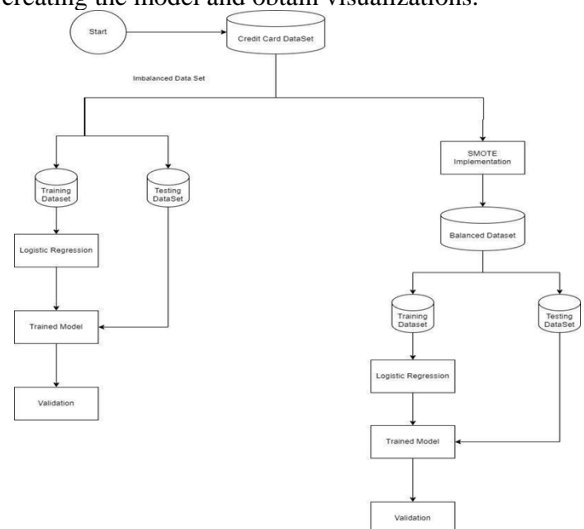 creating the model and obtain visualizations.
Start
Credit Card DataSet
Imbalanced Data Set
SMOTE
Implementation
Training
Dataset
Testing
DataSet
Balanced Dataset
Logistic Regression
Training
Dataset
Testing
DataSet
Trained Model
Logistic Regression
Validation
Trained Model
Validation